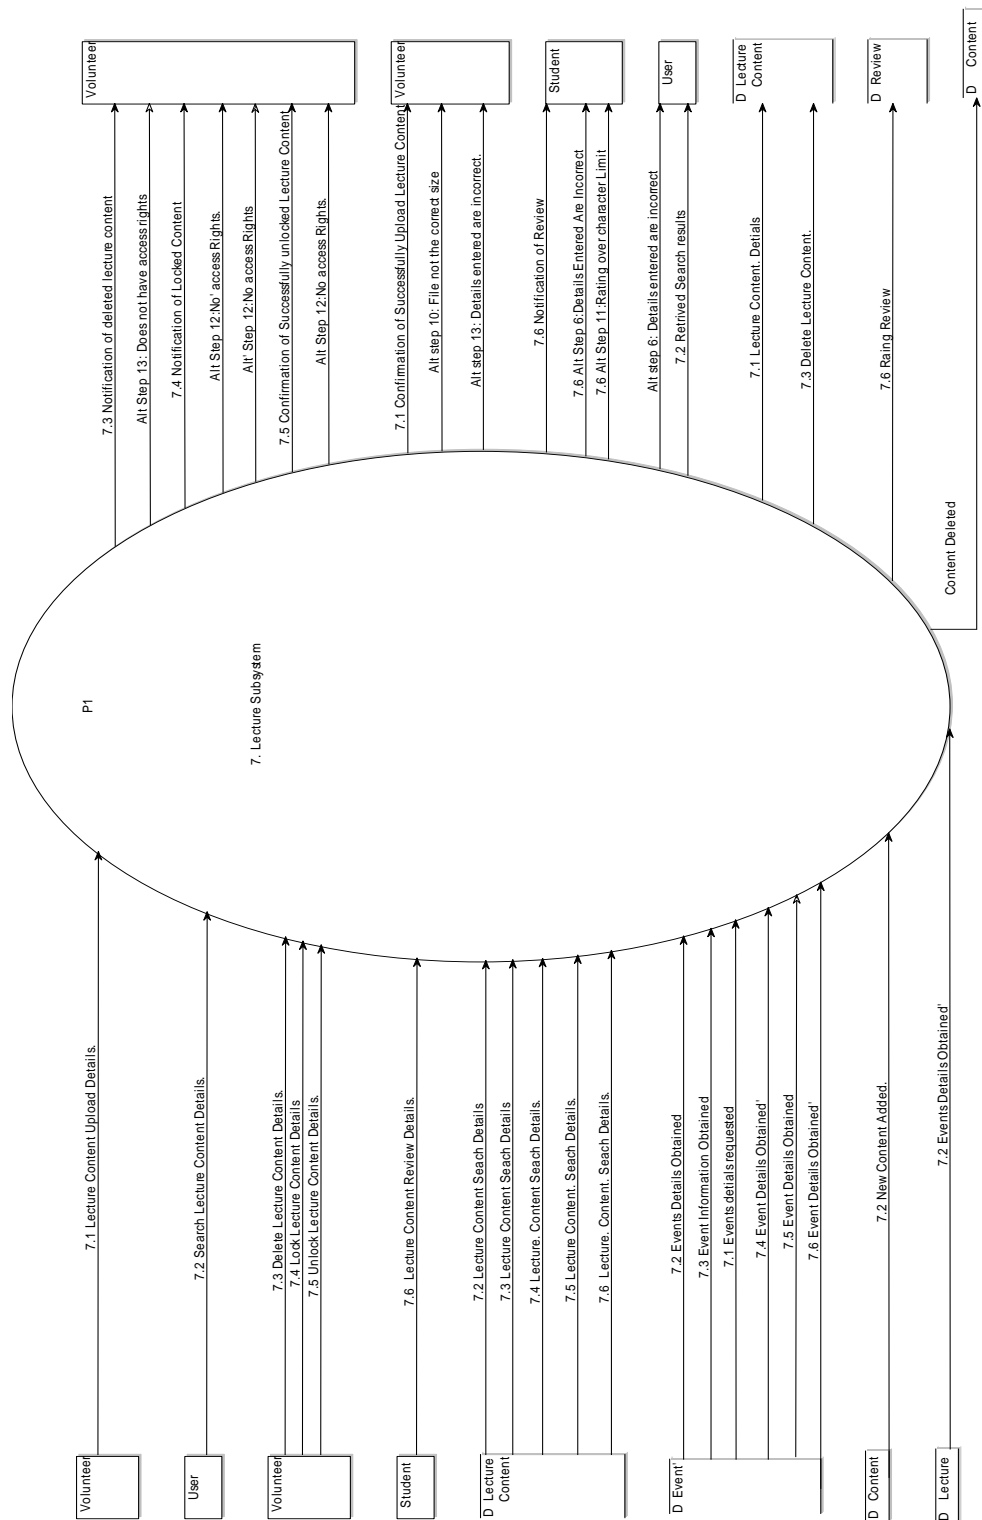 Volunteer
7.1 Lecture Content Upload Details.
User
7.2 Search Lecture Content Details.
Volunteer
7.3 Delete Lecture Content Details.
7.4 Lock Lecture Content Details
7.5 Unlock Lecture Content Details.
Student
7.6 Lecture Content Review Details.
D Lecture
Content
7.2 Lecture Content Seach Details
7.3 Lecture Content Seach Details
7.4 Lecture. Content Seach Details.
7.5 Lecture Content. Seach Details.
7.6 Lecture. Content. Seach Details.
D Event'
7.2 Events Details Obtained
7.3 Event Information Obtained
7.1 Events detials requested
7.4 Event Details Obtained'
7.5 Event Details Obtained
7.6 Event Details Obtained'
D Content
7.2 New Content Added.
D Lecture
7.2 Events Details Obtained'
P1
7. Lecture Subsystem
7.3 Notification of deleted lecture content
Alt Step 13: Does not have access rights
7.4 Notification of Locked Content
Alt Step 12:No' access Rights.
Alt' Step 12:No access Rights
7.5 Confirmation of Successfully unlocked Lecture Content
Alt Step 12:No access Rights.
Volunteer
7.1 Confirmation of Successfully Upload Lecture Content
Alt step 10: File not the correct size
Alt step 13: Details entered are incorrect.
Volunteer
7.6 Notification of Review
7.6 Alt Step 6:Details Entered Are Incorrect
7.6 Alt Step 11:Rating over character Limit
Student
Alt step 6: Details entered are incorrect
7.2 Retrived Search results
User
7.1 Lecture Content. Detials
7.3 Delete Lecture Content.
D Lecture
Content
7.6 Raing Review
D Review
Content Deleted
D Content